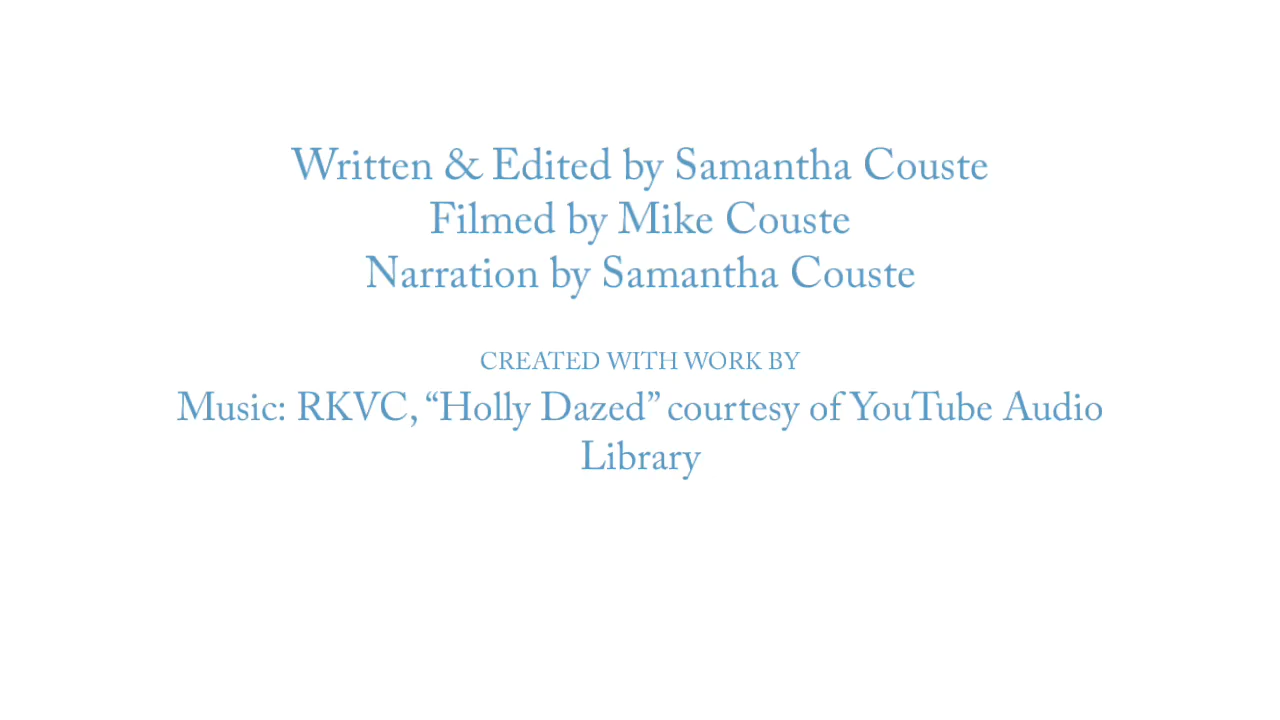 Written & Edited by Samantha Couste
Filmed by Mike Couste
Narration by Samantha Couste
CREATED WITH WORK BY
Music: RKVC, “Holly Dazed” courtesy of YouTube Audio
Library